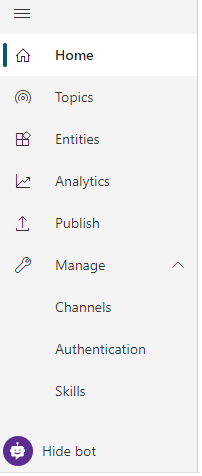 Home
Topics
Entities
Analytics
Publish
Manage
Channels
Authentication
Skills
Hide bot